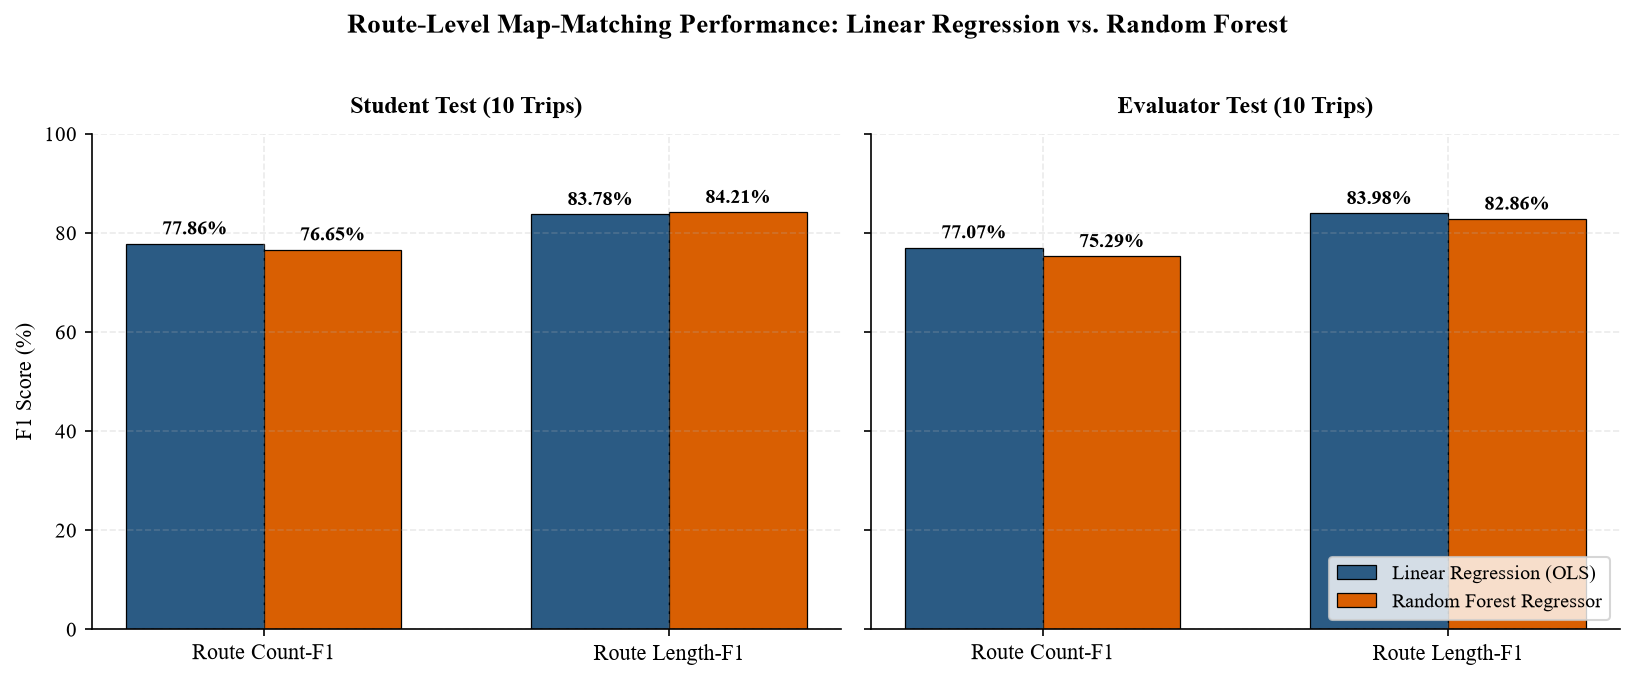 Route-Level Map-Matching Performance: Linear Regression vs. Random Forest
Student Test (10 Trips)
F1 Score (%)
100
80
60
40
20
0
77.86%
76.65%
83.78%
84.21%
Route Count-F1
Route Length-F1
Evaluator Test (10 Trips)
77.07%
75.29%
83.98%
82.86%
Linear Regression (OLS)
Random Forest Regressor
Route Count-F1
Route Length-F1